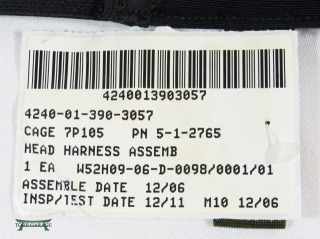 4240013903057
4240-01-390-3057
CAGE 7P105 PN 5-1-2765
HEAD HARNESS ASSEMB
1 EA W52H09-06-D-0098/0001/01
ASSEMBLE DATE 12/06
INSP/TEST DATE 12/11 M10 12/06